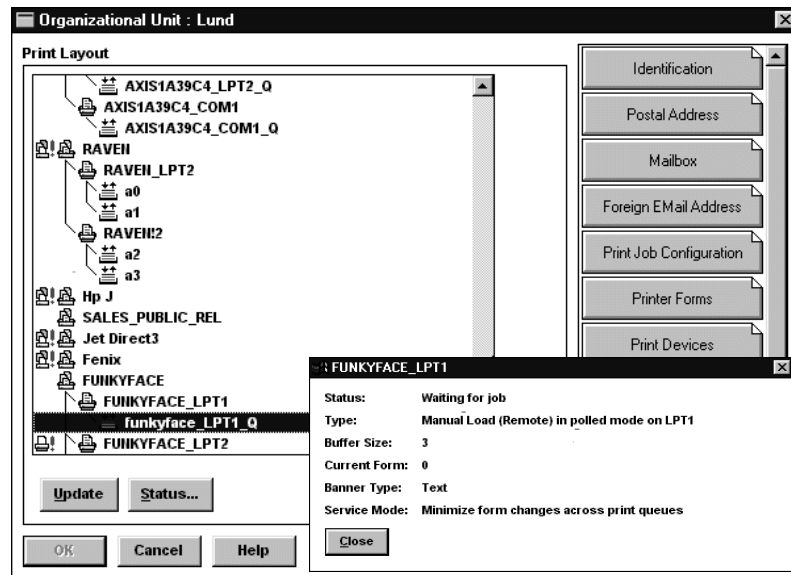 Organizational Unit : Lund
Print Layout
AXIS1A39C4_LPT2_Q
AXIS1A39C4_COM1
AXIS1A39C4_COM1_Q
RAVEN
RAVEN_LPT2
a0
a1
RAVEN!2
a2
a3
Hp J
SALES_PUBLIC_REL
Jet Direct3
Fenix
FUNKYFACE
FUNKYFACE_LPT1
funkyface_LPT1_Q
FUNKYFACE_LPT2
Update
Status...
OK
Cancel
Help
Identification
Postal Address
Mailbox
Foreign EMail Address
Print Job Configuration
Printer Forms
Print Devices
FUNKYFACE_LPT1
Status: Waiting for job
Type: Manual Load (Remote) in polled mode on LPT1
Buffer Size: 3
Current Form: 0
Banner Type: Text
Service Mode: Minimize form changes across print queues
Close